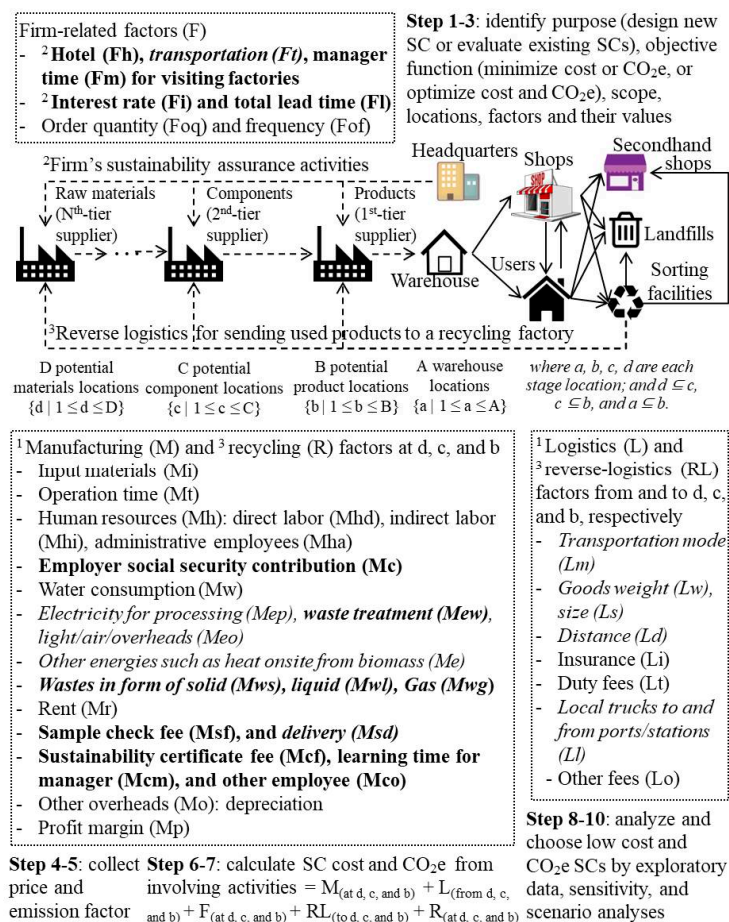 Firm-related factors (F)
- ²Hotel (Fh), transportation (Ft), manager
time (Fm) for visiting factories
- ²Interest rate (Fi) and total lead time (Fl)
- Order quantity (Foq) and frequency (Fof)
Step 1-3: identify purpose (design new
SC or evaluate existing SCs), objective
function (minimize cost or CO₂e, or
optimize cost and CO₂e), scope,
locations, factors and their values
²Firm's sustainability assurance activities
Headquarters
Shops
Secondhand
shops
Raw materials
(Nᵗʰ-tier
supplier)
Components
(2ⁿᵈ-tier
supplier)
Products
(1ˢᵗ-tier
supplier)
SHOP
Landfills
Warehouse
Users
Sorting
facilities
³Reverse logistics for sending used products to a recycling factory
D potential
materials locations
{d | 1≤d≤D}
C potential
component locations
{c | 1≤c≤C}
B potential
product locations
{b | 1≤b≤B}
A warehouse
locations
{a | 1≤a≤A}
where a, b, c, d are each
stage location; and d ⊆ c,
c ⊆ b, and a ⊆ b.
¹Manufacturing (M) and ³recycling (R) factors at d, c, and b
- Input materials (Mi)
- Operation time (Mt)
- Human resources (Mh): direct labor (Mhd), indirect labor
(Mhi), administrative employees (Mha)
- Employer social security contribution (Mc)
- Water consumption (Mw)
- Electricity for processing (Mep), waste treatment (Mew),
light/air/overheads (Meo)
- Other energies such as heat onsite from biomass (Me)
- Wastes in form of solid (Mws), liquid (Mwl), Gas (Mwg)
- Rent (Mr)
- Sample check fee (Msf), and delivery (Msd)
- Sustainability certificate fee (Mcf), learning time for
manager (Mcm), and other employee (Mco)
- Other overheads (Mo): depreciation
- Profit margin (Mp)
¹Logistics (L) and
³reverse-logistics (RL)
factors from and to d, c,
and b, respectively
- Transportation mode
(Lm)
- Goods weight (Lw),
size (Ls)
- Distance (Ld)
- Insurance (Li)
- Duty fees (Lt)
- Local trucks to and
from ports/stations
(Ll)
- Other fees (Lo)
Step 4-5: collect
price and
emission factor
Step 6-7: calculate SC cost and CO₂e from
involving activities = M(at d, c, and b) + L(from d, c,
and b) + F(at d, c, and b) + RL(to d, c, and b) + R(at d, c, and b)
Step 8-10: analyze and
choose low cost and
CO₂e SCs by exploratory
data, sensitivity, and
scenario analyses